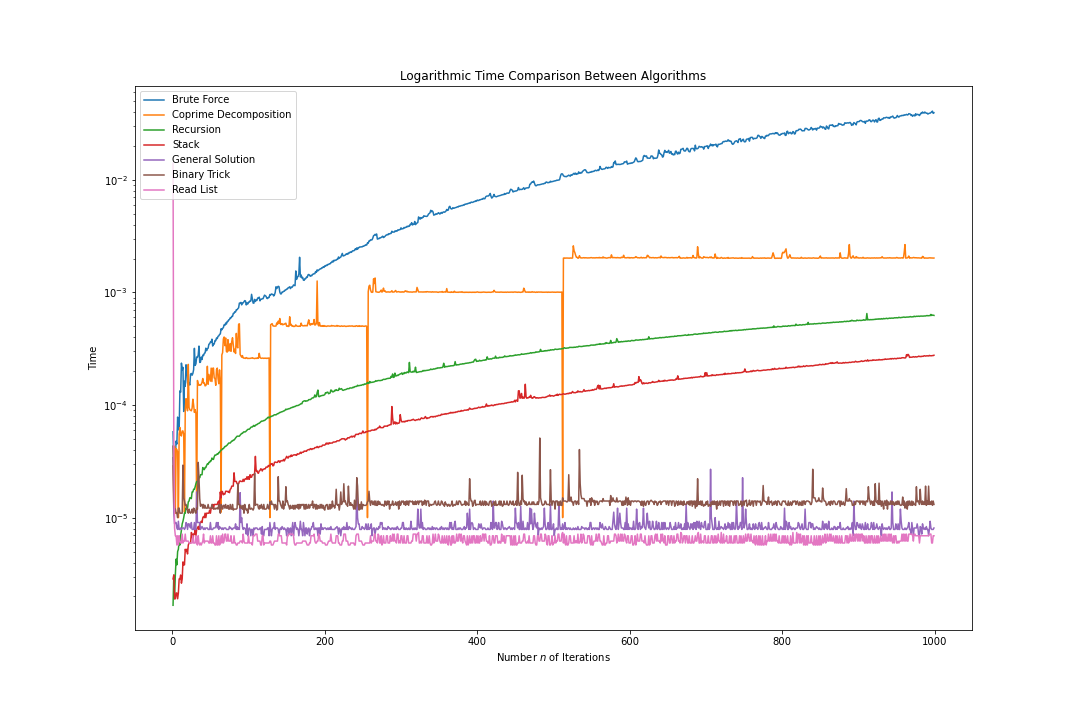 Logarithmic Time Comparison Between Algorithms
Brute Force
Coprime Decomposition
Recursion
Stack
General Solution
Binary Trick
Read List
10⁻²
10⁻³
10⁻⁴
10⁻⁵
Time
0 200 400 600 800 1000
Number n of Iterations